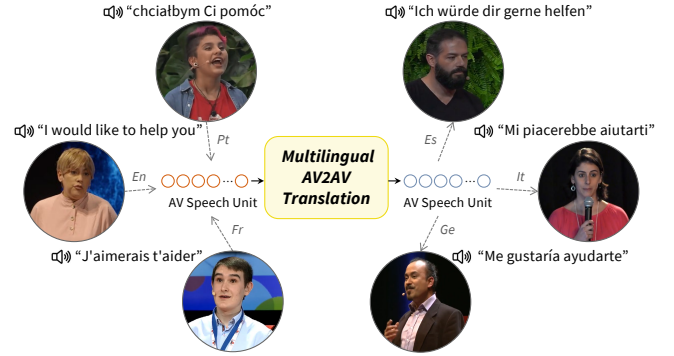 “chciałbym Ci pomóc”
“Ich würde dir gerne helfen”
“I would like to help you”
Pt
Es
“Mi piacerebbe aiutarti”
En
Multilingual
AV2AV
Translation
It
AV Speech Unit
AV Speech Unit
Fr
Ge
“J'aimerais t'aider”
“Me gustaría ayudarte”